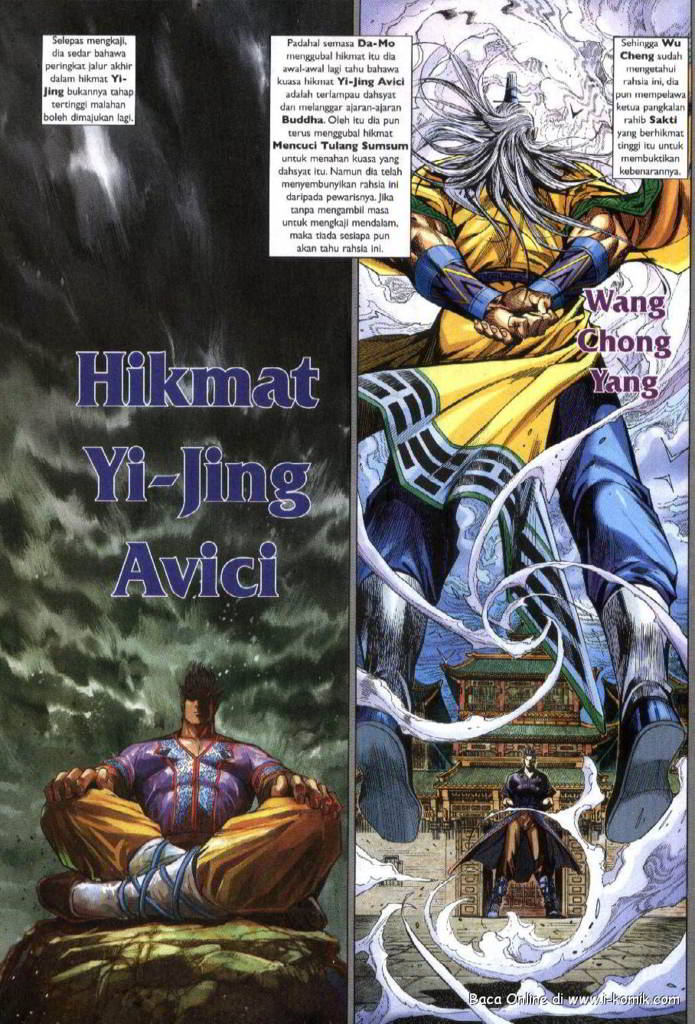 Selepas mengkaji,
dia sedar bahawa
peringkat jalur akhir
dalam hikmat Yi-
Jing bukannya tahap
tertinggi malahan
boleh dimajukan lagi.
Padahal semasa Da-Mo
menggubal hikmat itu dia
awal-awal lagi tahu bahawa
kuasa hikmat Yi-Jing Avici
adalah terlampau dahsyat
dan melanggar ajaran-ajaran
Buddha. Oleh itu dia pun
terus menggubal hikmat
Mencuci Tulang Sumsum
untuk menahan kuasa yang
dahsyat itu. Namun dia telah
menyembunyikan rahsia ini
daripada pewarisnya. Jika
tanpa mengambil masa
untuk mengkaji mendalam,
maka tiada sesiapa pun
akan tahu rahsia ini.
Sehingga Wu
Cheng sudah
mengetahui
rahsia ini, dia
pun mempelawa
ketua pangkalan
rahib Sakti
yang berhikmat
tinggi itu untuk
membuktikan
kebenarannya.
Wang
Chong
Yang
Hikmat
Yi-Jing
Avici
Baca Online di www.i-komik.com